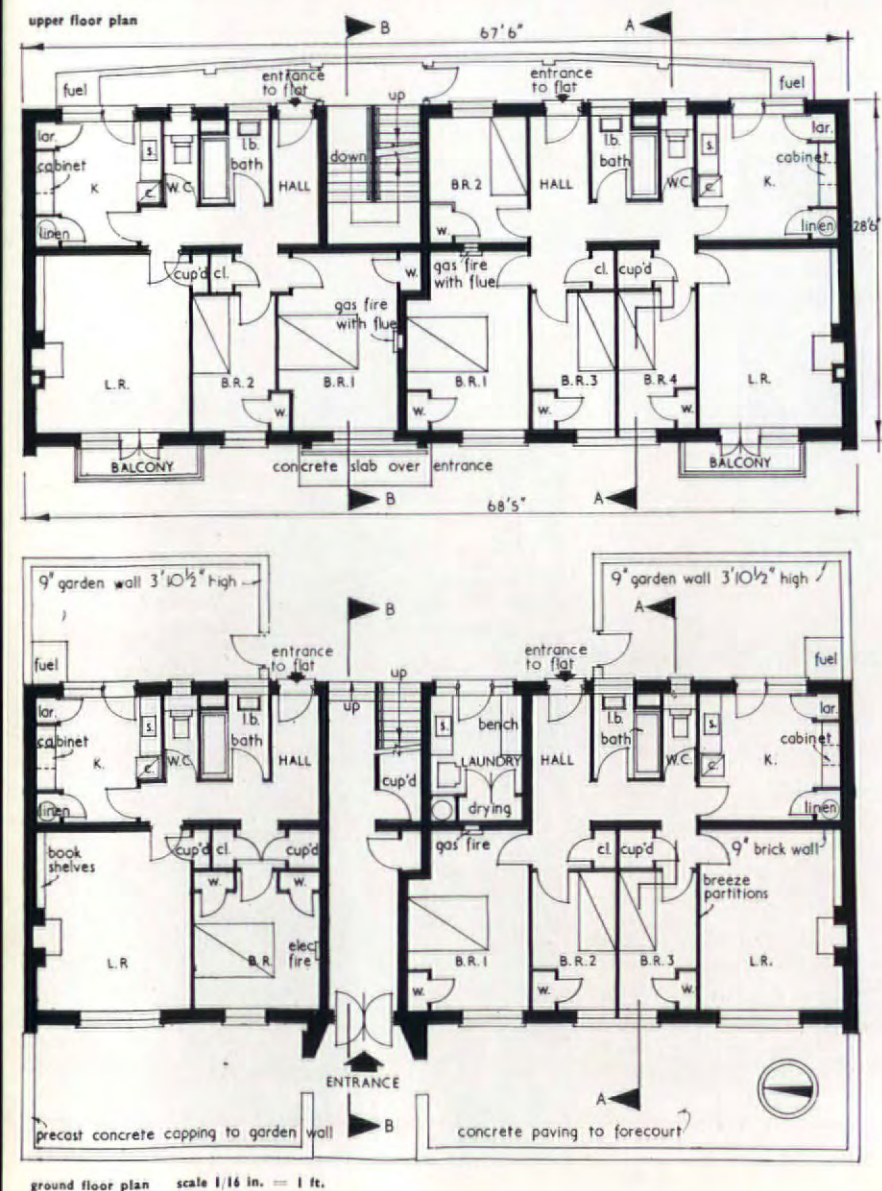 upper floor plan
B
67'6"
A
fuel
entrance
to flat
up
entrance
to flat
fuel
lar.
cabinet
K.
linen
s.
c.
W.C.
l.b.
bath
HALL
down
B.R.2
w.
HALL
l.b.
bath
W.C.
s.
c.
K.
lar.
cabinet
linen
28'6"
cup'd
cl.
w.
gas fire
with flue
gas fire
with flue
cl.
cup'd
L.R.
B.R.2
w.
B.R.1
B.R.1
w.
B.R.3
w.
B.R.4
w.
L.R.
BALCONY
concrete slab over entrance
BALCONY
B
A
68'5"
9" garden wall 3'10½" high
B
9" garden wall 3'10½" high
A
fuel
entrance
to flat
up
up
entrance
to flat
fuel
lar.
cabinet
K.
linen
s.
c.
W.C.
l.b.
bath
HALL
cup'd
s.
bench
LAUNDRY
drying
HALL
l.b.
bath
W.C.
s.
c.
K.
lar.
cabinet
linen
book
shelves
cup'd
cl.
cup'd
w.
w.
gas fire
cl.
cup'd
9" brick wall
breeze
partitions
L.R
B.R.
elec
fire
B.R.1
w.
B.R.2
w.
B.R.3
w.
L.R.
ENTRANCE
A
precast concrete capping to garden wall
B
concrete paving to forecourt
ground floor plan scale 1/16 in. = 1 ft.